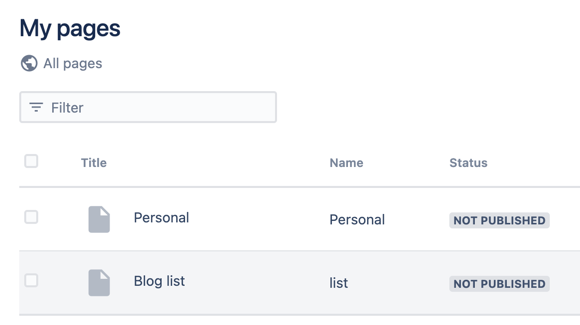 My pages
All pages
Filter
Title Name Status
Personal Personal NOT PUBLISHED
Blog list list NOT PUBLISHED